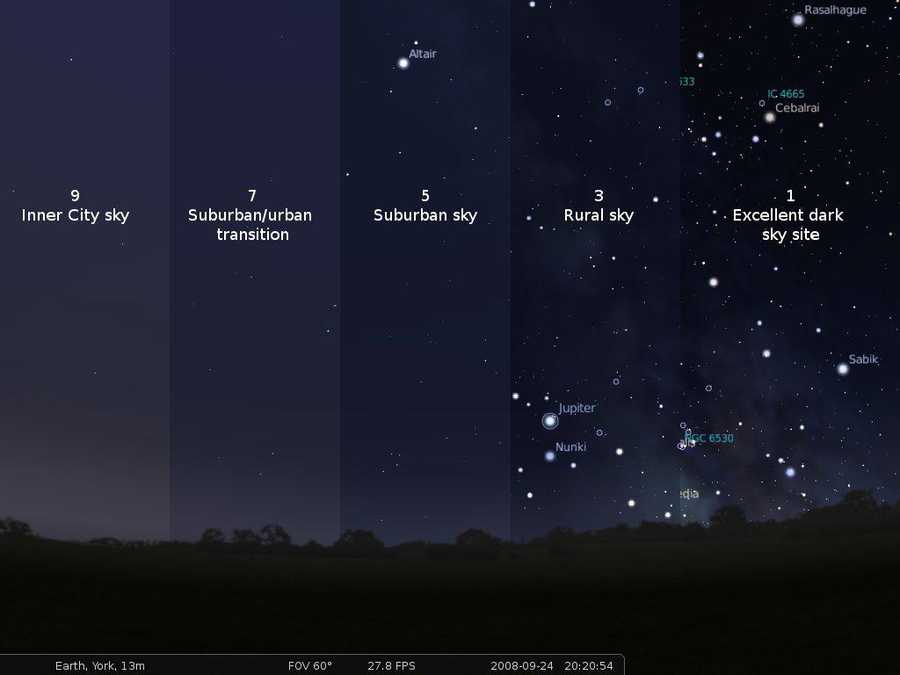 Rasalhague
Altair
633
IC 4665
Cebalrai
9
Inner City sky
7
Suburban/urban
transition
5
Suburban sky
3
Rural sky
1
Excellent dark
sky site
Sabik
Jupiter
NGC 6530
Nunki
edia
Earth, York, 13m
FOV 60°
27.8 FPS
2008-09-24
20:20:54